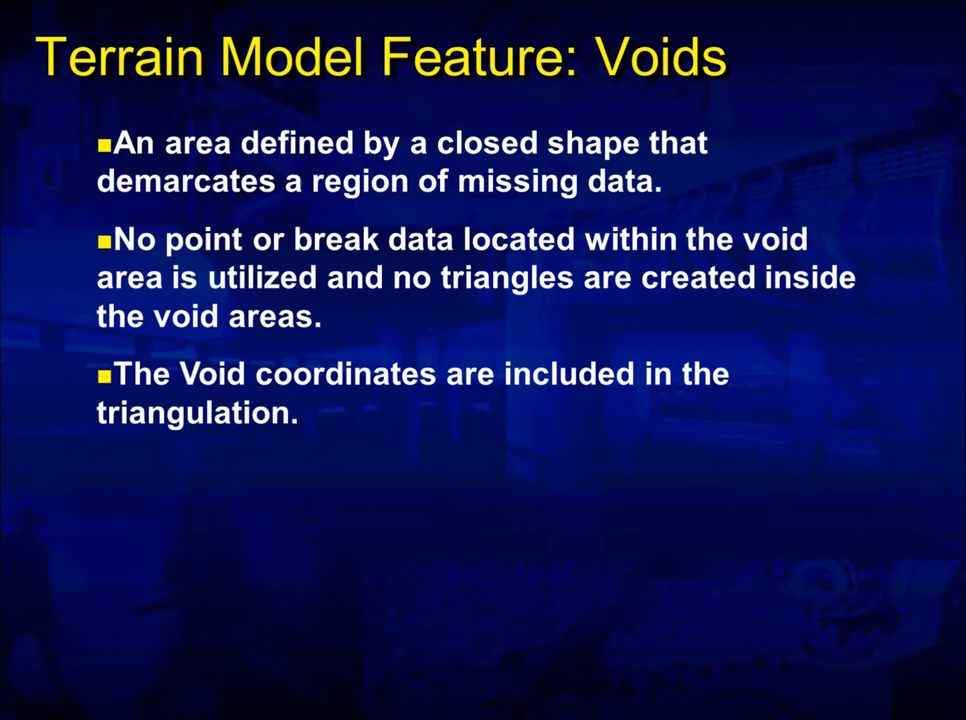 Terrain Model Feature: Voids
■An area defined by a closed shape that
demarcates a region of missing data.
■No point or break data located within the void
area is utilized and no triangles are created inside
the void areas.
■The Void coordinates are included in the
triangulation.